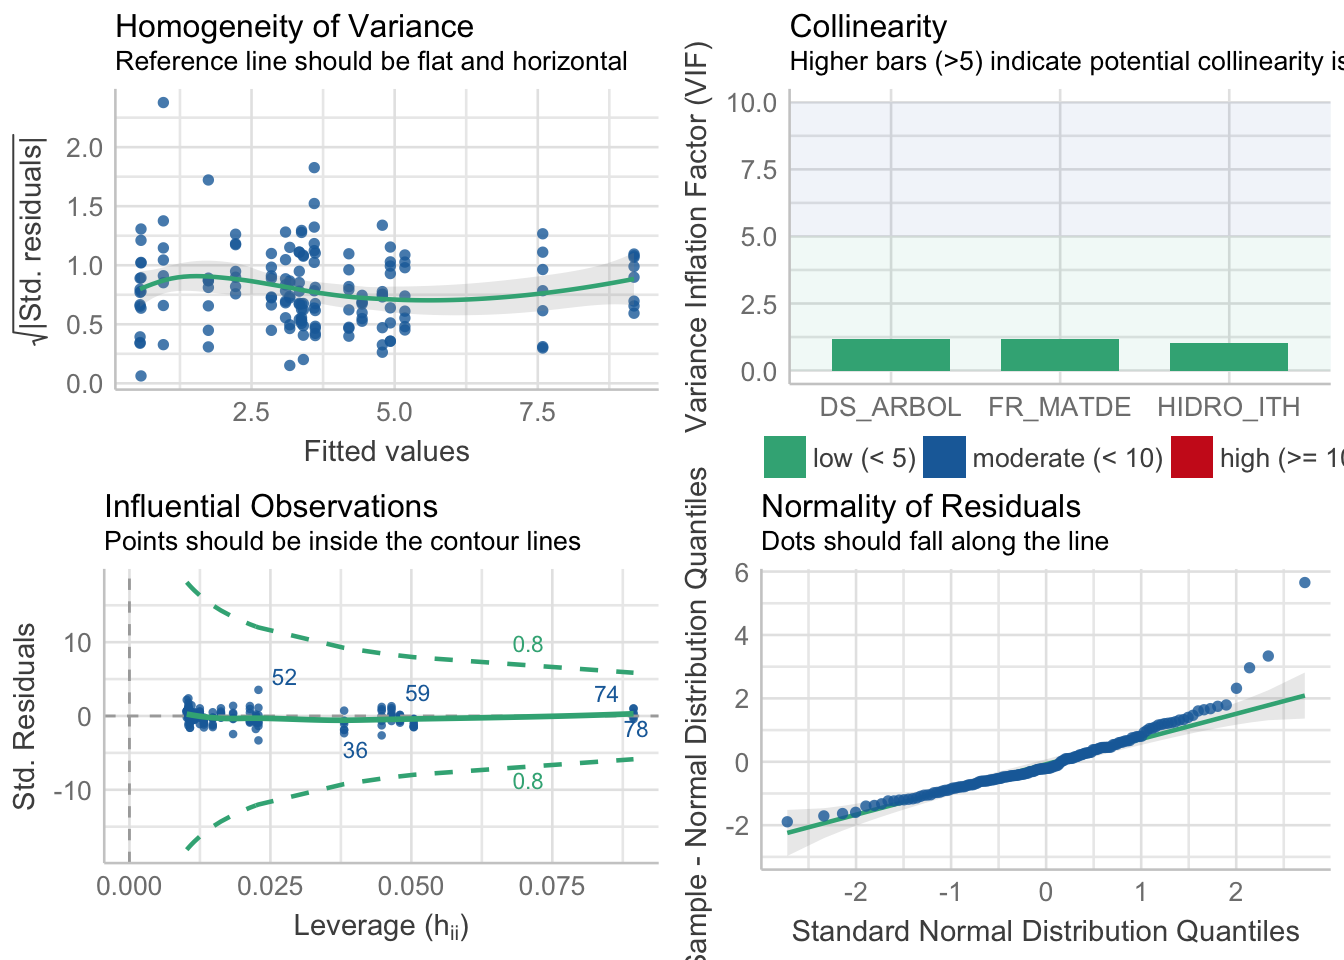 Homogeneity of Variance
Reference line should be flat and horizontal
√|Std. residuals|
2.0
1.5
1.0
0.5
0.0
2.5 5.0 7.5
Fitted values
Collinearity
Higher bars (>5) indicate potential collinearity is
Variance Inflation Factor (VIF)
10.0
7.5
5.0
2.5
0.0
DS_ARBOL FR_MATDE HIDRO_ITH
low (< 5) moderate (< 10) high (>= 10
Influential Observations
Points should be inside the contour lines
Std. Residuals
10
0
-10
0.8
52
59
74
78
36
0.8
0.000 0.025 0.050 0.075
Leverage (hii)
Normality of Residuals
Dots should fall along the line
Sample - Normal Distribution Quantiles
6
4
2
0
-2
-2 -1 0 1 2
Standard Normal Distribution Quantiles